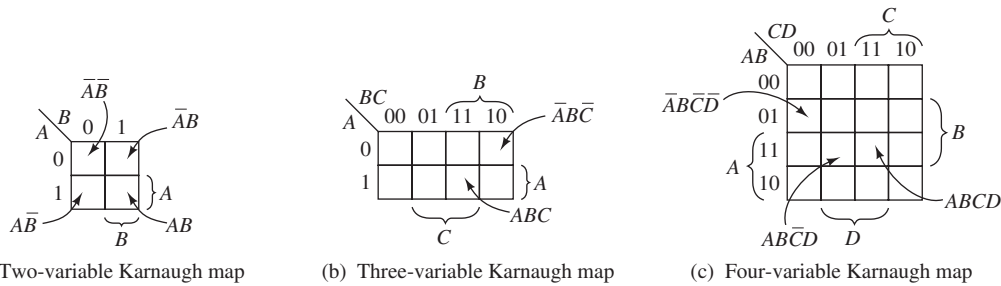 A̅B̅
B
A
0 1
A̅B
0
1
A
AB̅
B
AB
Two-variable Karnaugh map
BC
A
00 01 11 10
B
A̅BC̅
0
1
A
C
ABC
(b) Three-variable Karnaugh map
C
CD
AB
00 01 11 10
A̅BC̅D̅
00
01
11
10
B
A
ABCD
ABC̅D
D
(c) Four-variable Karnaugh map